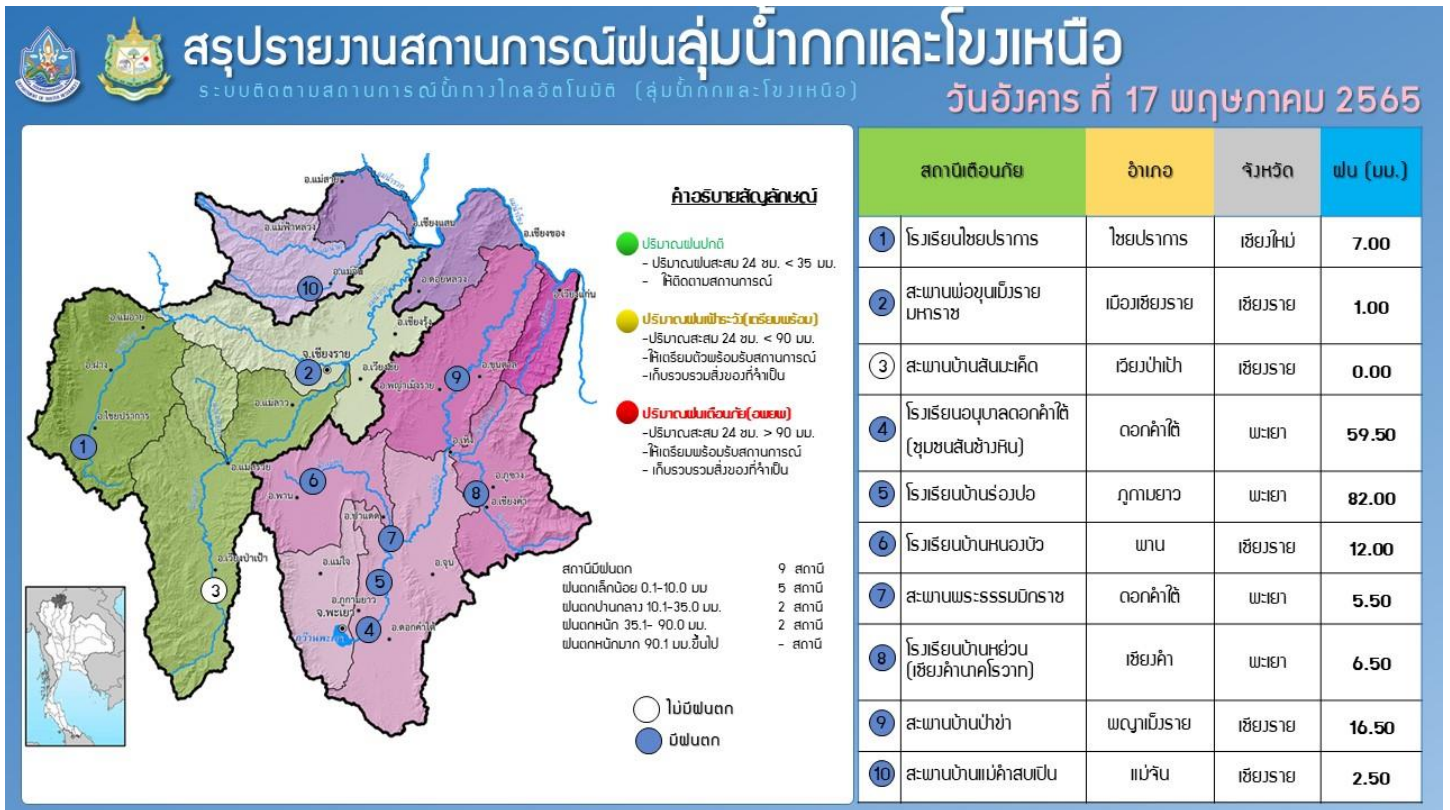 สรุปรายงานสถานการณ์ฝนลุ่มน้ำกกและโขงเหนือ
ระบบติดตามสถานการณ์น้ำทางไกลอัตโนมัติ (ลุ่มน้ำกกและโขงเหนือ)
วันอังคาร ที่ 17 พฤษภาคม 2565
คำอธิบายสัญลักษณ์
ปริมาณฝนปกติ
- ปริมาณฝนสะสม 24 ชม. < 35 มม.
- ให้ติดตามสถานการณ์
ปริมาณฝนเฝ้าระวัง(เตรียมพร้อม)
-ปริมาณสะสม 24 ชม. < 90 มม.
-ให้เตรียมตัวพร้อมรับสถานการณ์
-เก็บรวบรวมสิ่งของที่จำเป็น
ปริมาณฝนเตือนภัย(อพยพ)
-ปริมาณสะสม 24 ชม. > 90 มม.
-ให้เตรียมพร้อมรับสถานการณ์
- เก็บรวบรวมสิ่งของที่จำเป็น
อ.แม่สาย
อ.แม่ฟ้าหลวง
อ.เชียงแสน
อ.เชียงของ
อ.แม่จัน
10
อ.ดอยหลวง
อ.เวียงแก่น
อ.แม่อาย
อ.เชียงรุ้ง
อ.ฝาง
จ.เชียงราย
2
อ.เวียงชัย
อ.พญาเม็งราย
9
อ.ขุนตาล
อ.ไชยปราการ
อ.แม่ลาว
1
อ.แม่สรวย
อ.เทิง
6
อ.พาน
อ.ภูซาง
8
อ.เชียงคำ
อ.ป่าแดด
7
อ.เวียงป่าเป้า
3
อ.แม่ใจ
5
อ.จุน
อ.ภูกามยาว
จ.พะเยา
4
อ.ดอกคำใต้
กว๊านพะเยา
สถานีมีฝนตก 9 สถานี
ฝนตกเล็กน้อย 0.1-10.0 มม 5 สถานี
ฝนตกปานกลาง 10.1-35.0 มม. 2 สถานี
ฝนตกหนัก 35.1- 90.0 มม. 2 สถานี
ฝนตกหนักมาก 90.1 มม.ขึ้นไป - สถานี
ไม่มีฝนตก
มีฝนตก
สถานีเตือนภัย อำเภอ จังหวัด ฝน (มม.)
1 โรงเรียนไชยปราการ ไชยปราการ เชียงใหม่ 7.00
2 สะพานพ่อขุนเม็งราย
มหาราช เมืองเชียงราย เชียงราย 1.00
3 สะพานบ้านสันมะเค็ด เวียงป่าเป้า เชียงราย 0.00
4 โรงเรียนอนุบาลดอกคำใต้
(ชุมชนสันช้างหิน) ดอกคำใต้ พะเยา 59.50
5 โรงเรียนบ้านร่องปอ ภูกามยาว พะเยา 82.00
6 โรงเรียนบ้านหนองบัว พาน เชียงราย 12.00
7 สะพานพระธรรมมิกราช ดอกคำใต้ พะเยา 5.50
8 โรงเรียนบ้านหย่วน
(เชียงคำนาคโรวาท) เชียงคำ พะเยา 6.50
9 สะพานบ้านป่าข่า พญาเม็งราย เชียงราย 16.50
10 สะพานบ้านแม่คำสบเปิน แม่จัน เชียงราย 2.50